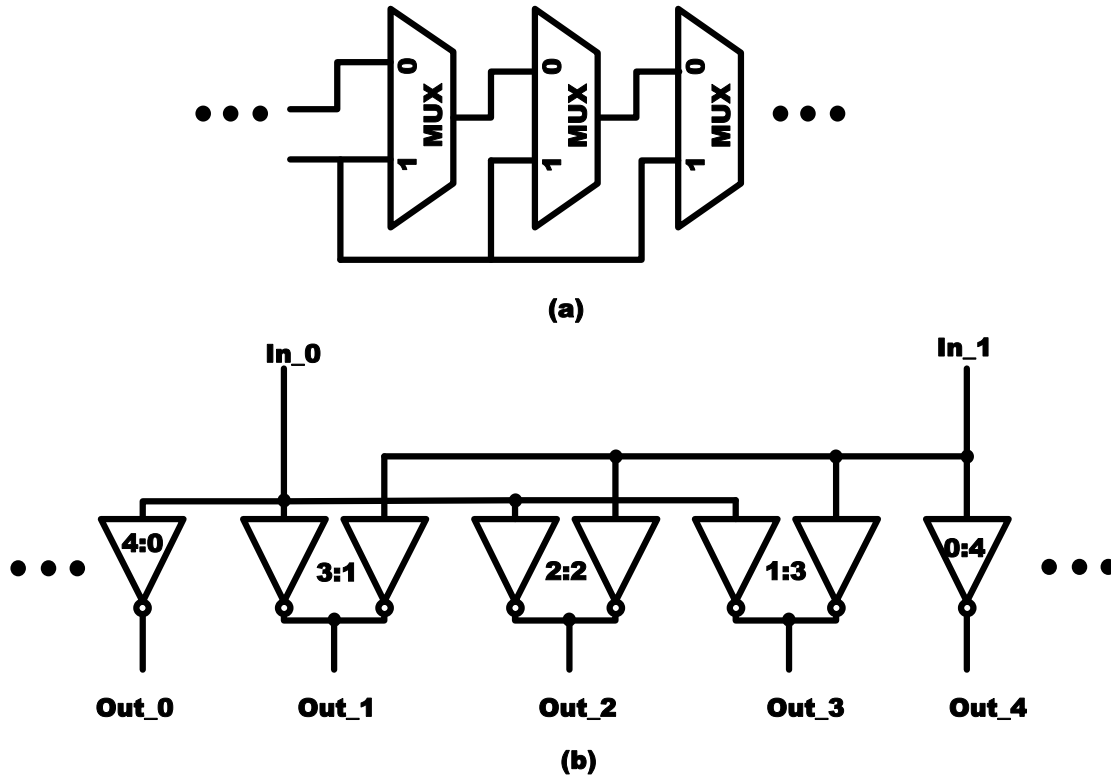 0 0 0
MUX MUX MUX
1 1 1
(a)
In_0 In_1
4:0 3:1 2:2 1:3 0:4
Out_0 Out_1 Out_2 Out_3 Out_4
(b)